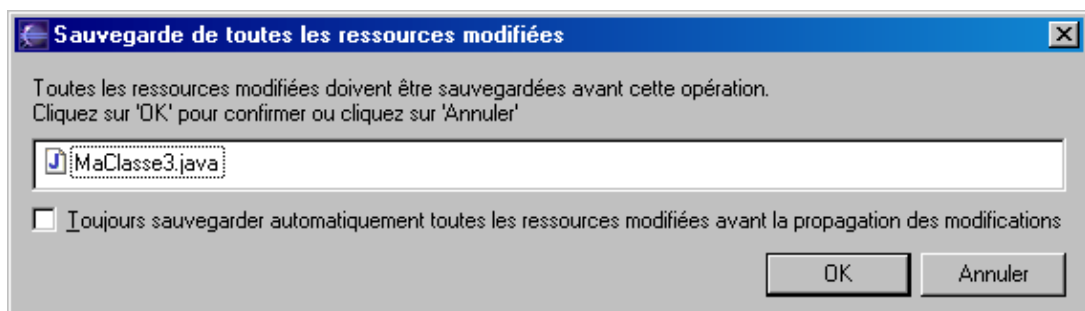 Sauvegarde de toutes les ressources modifiées
Toutes les ressources modifiées doivent être sauvegardées avant cette opération.
Cliquez sur 'OK' pour confirmer ou cliquez sur 'Annuler'
MaClasse3.java
Toujours sauvegarder automatiquement toutes les ressources modifiées avant la propagation des modifications
OK Annuler